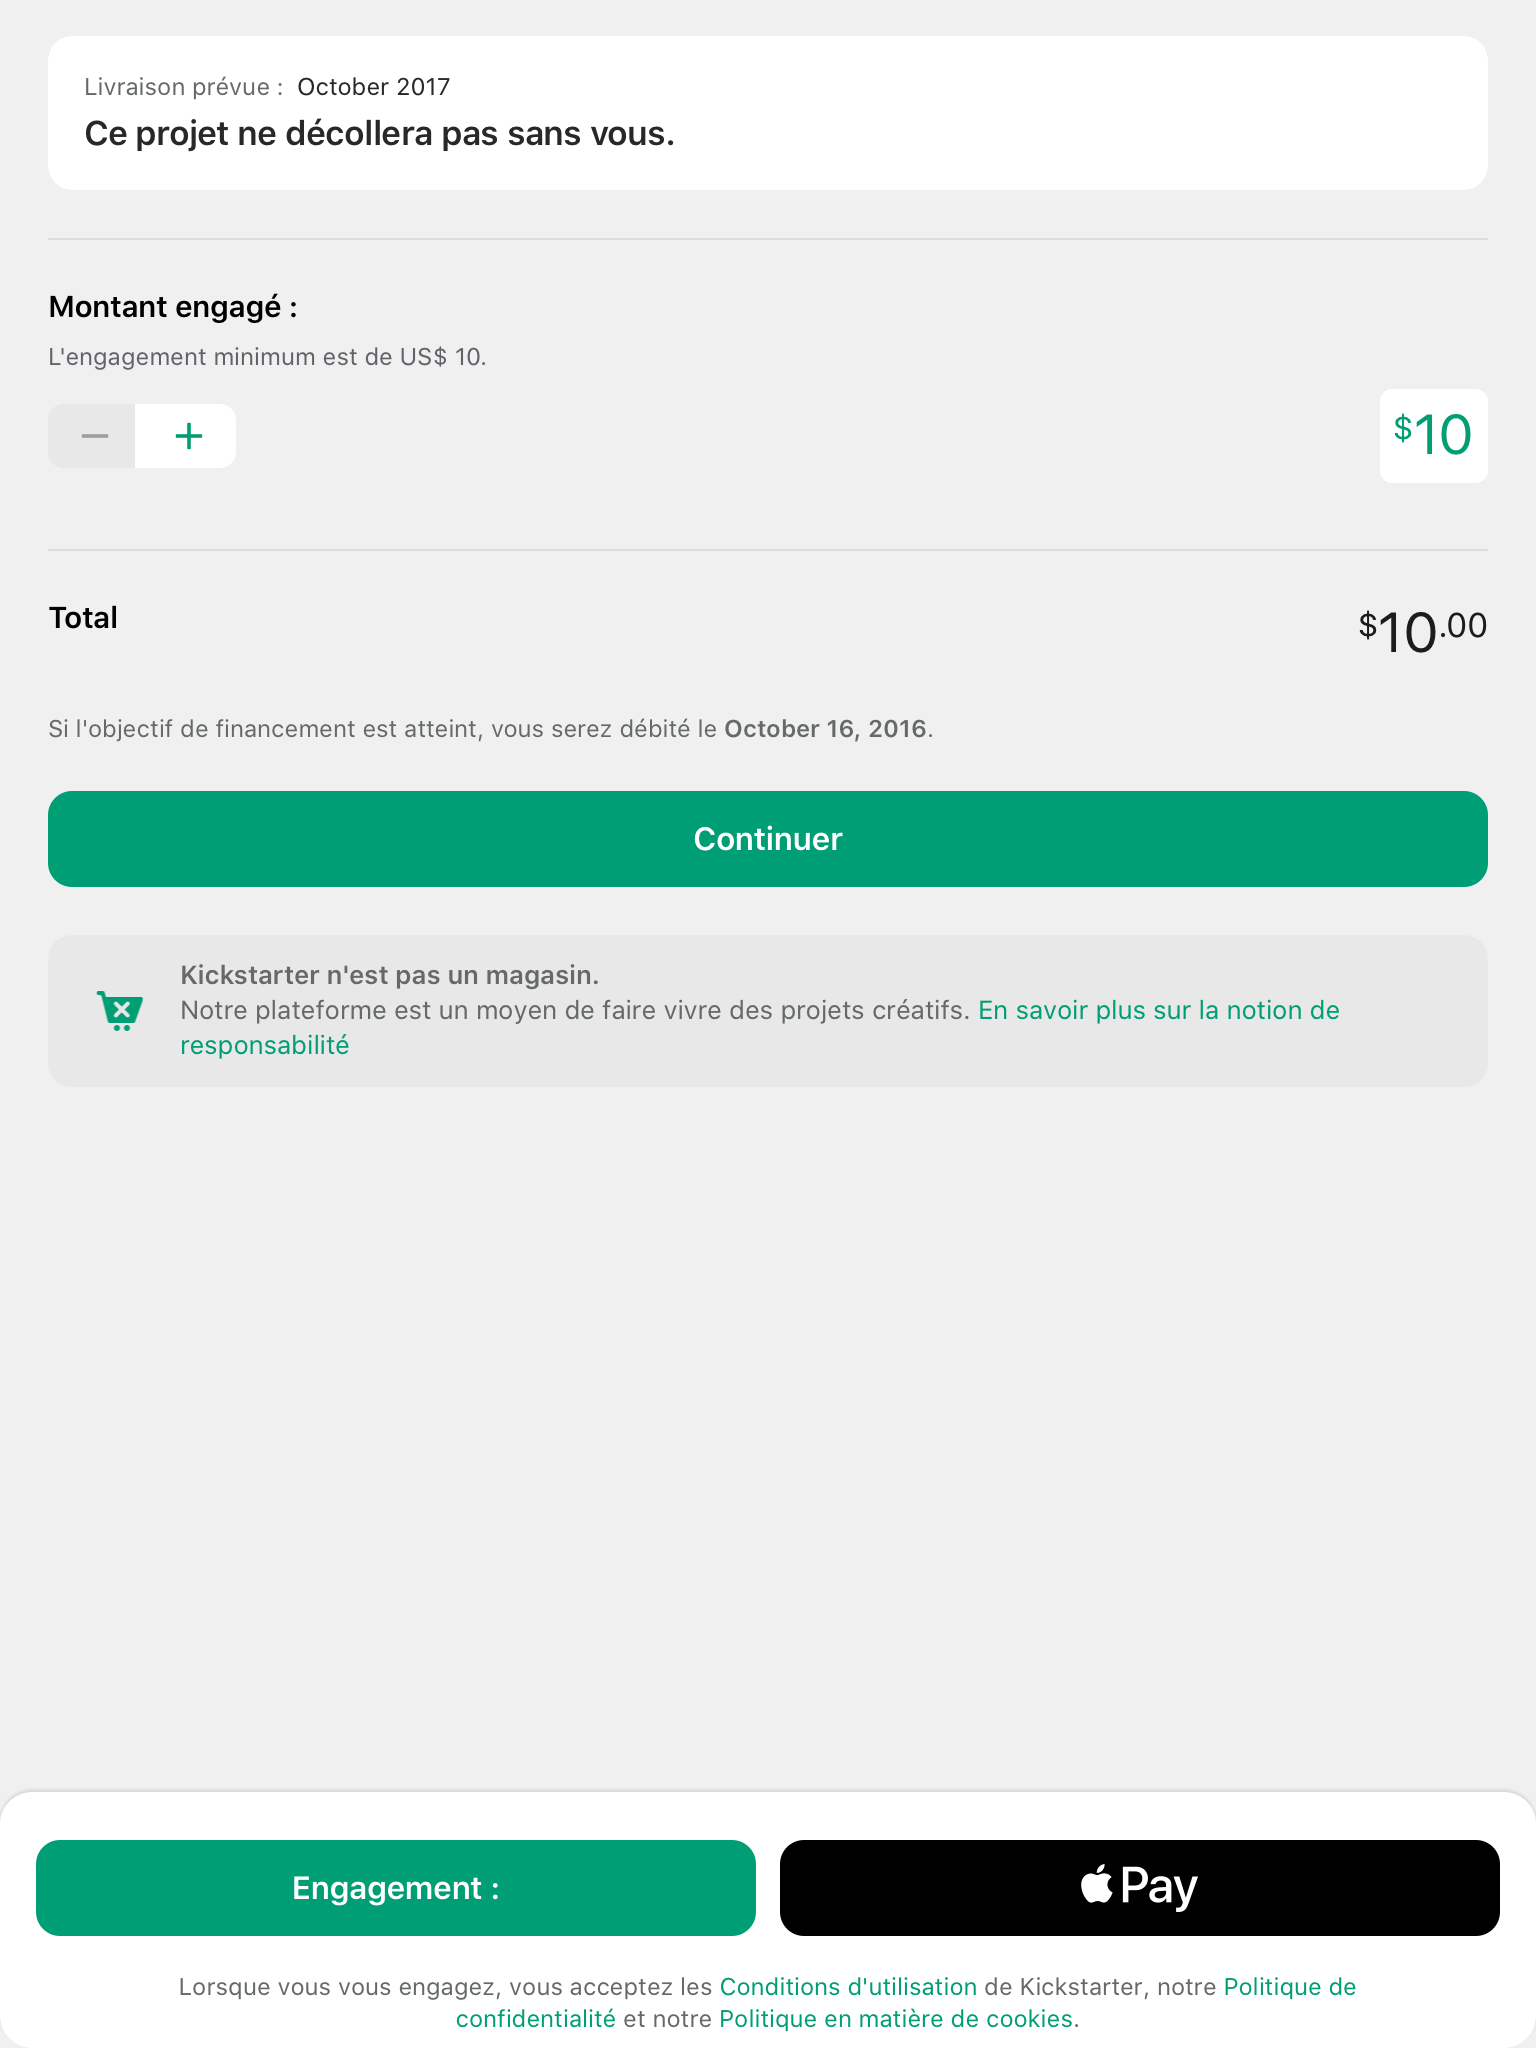 Livraison prévue : October 2017
Ce projet ne décollera pas sans vous.
Montant engagé :
L'engagement minimum est de US$ 10.
$10
Total
$10.00
Si l'objectif de financement est atteint, vous serez débité le October 16, 2016.
Continuer
Kickstarter n'est pas un magasin.
Notre plateforme est un moyen de faire vivre des projets créatifs. En savoir plus sur la notion de
responsabilité
Engagement :
Pay
Lorsque vous vous engagez, vous acceptez les Conditions d'utilisation de Kickstarter, notre Politique de
confidentialité et notre Politique en matière de cookies.